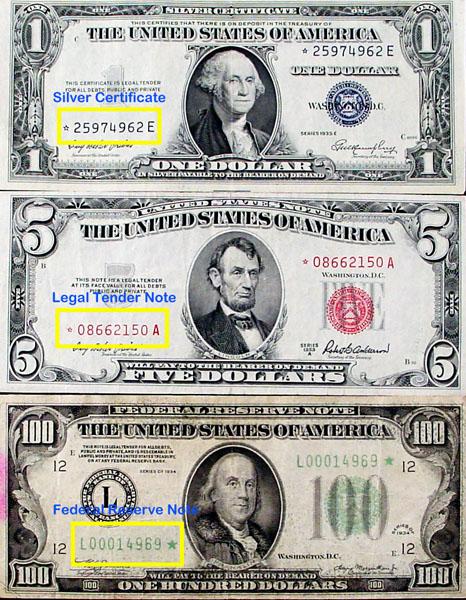 SILVER CERTIFICATE
THIS CERTIFIES THAT THERE IS ON DEPOSIT IN THE TREASURY OF
1 THE UNITED STATES OF AMERICA 1
*25974962E
ONE DOLLAR
THIS CERTIFICATE IS LEGAL TENDER
FOR ALL DEBTS, PUBLIC AND PRIVATE
Silver Certificate
WASHINGTON, D.C.
*25974962E
SERIES 1935 E
1 ONE DOLLAR 1
IN SILVER PAYABLE TO THE BEARER ON DEMAND
UNITED STATES NOTE
5 THE UNITED STATES OF AMERICA 5
*08662150A
B
WASHINGTON, D.C.
THIS NOTE IS A LEGAL TENDER
AT ITS FACE VALUE FOR ALL DEBTS
PUBLIC AND PRIVATE
Legal Tender Note
FIVE
*08662150A
SERIES
1953
B
WILL PAY TO THE BEARER ON DEMAND
5 FIVE DOLLARS 5
FEDERAL RESERVE NOTE
100 THE UNITED STATES OF AMERICA 100
THIS NOTE IS LEGAL TENDER FOR ALL DEBTS,
PUBLIC AND PRIVATE, AND IS REDEEMABLE IN
LAWFUL MONEY AT THE UNITED STATES TREASURY
OR AT ANY FEDERAL RESERVE BANK.
L00014969*
12 E 12
SERIES OF 1934
L
100
Federal Reserve Note
L00014969*
SERIES OF
1934
12 12
WASHINGTON, D.C.
E
WILL PAY TO THE BEARER ON DEMAND
100 ONE HUNDRED DOLLARS 100